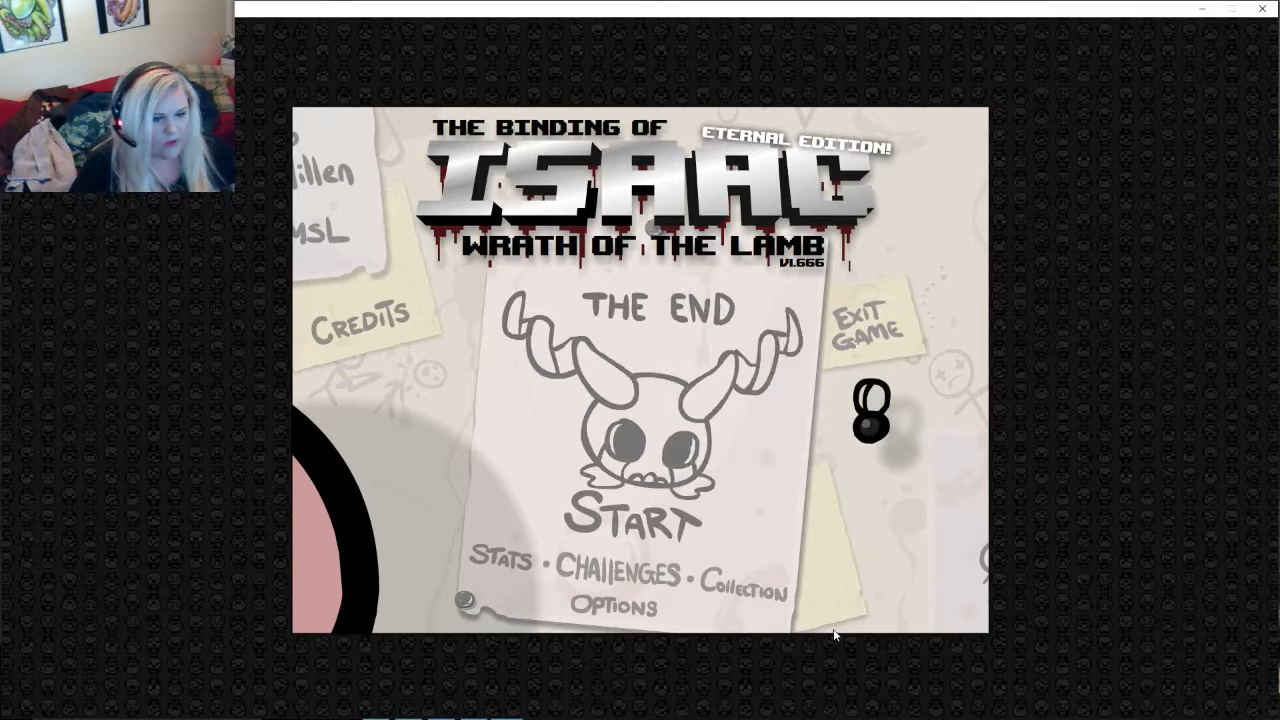 THE BINDING OF
ETERNAL EDITION!
ISAAC
WRATH OF THE LAMB
V1.666
illen
MSL
CREDITS
THE END
EXIT
GAME
START
STATS • CHALLENGES • COLLECTION
OPTIONS